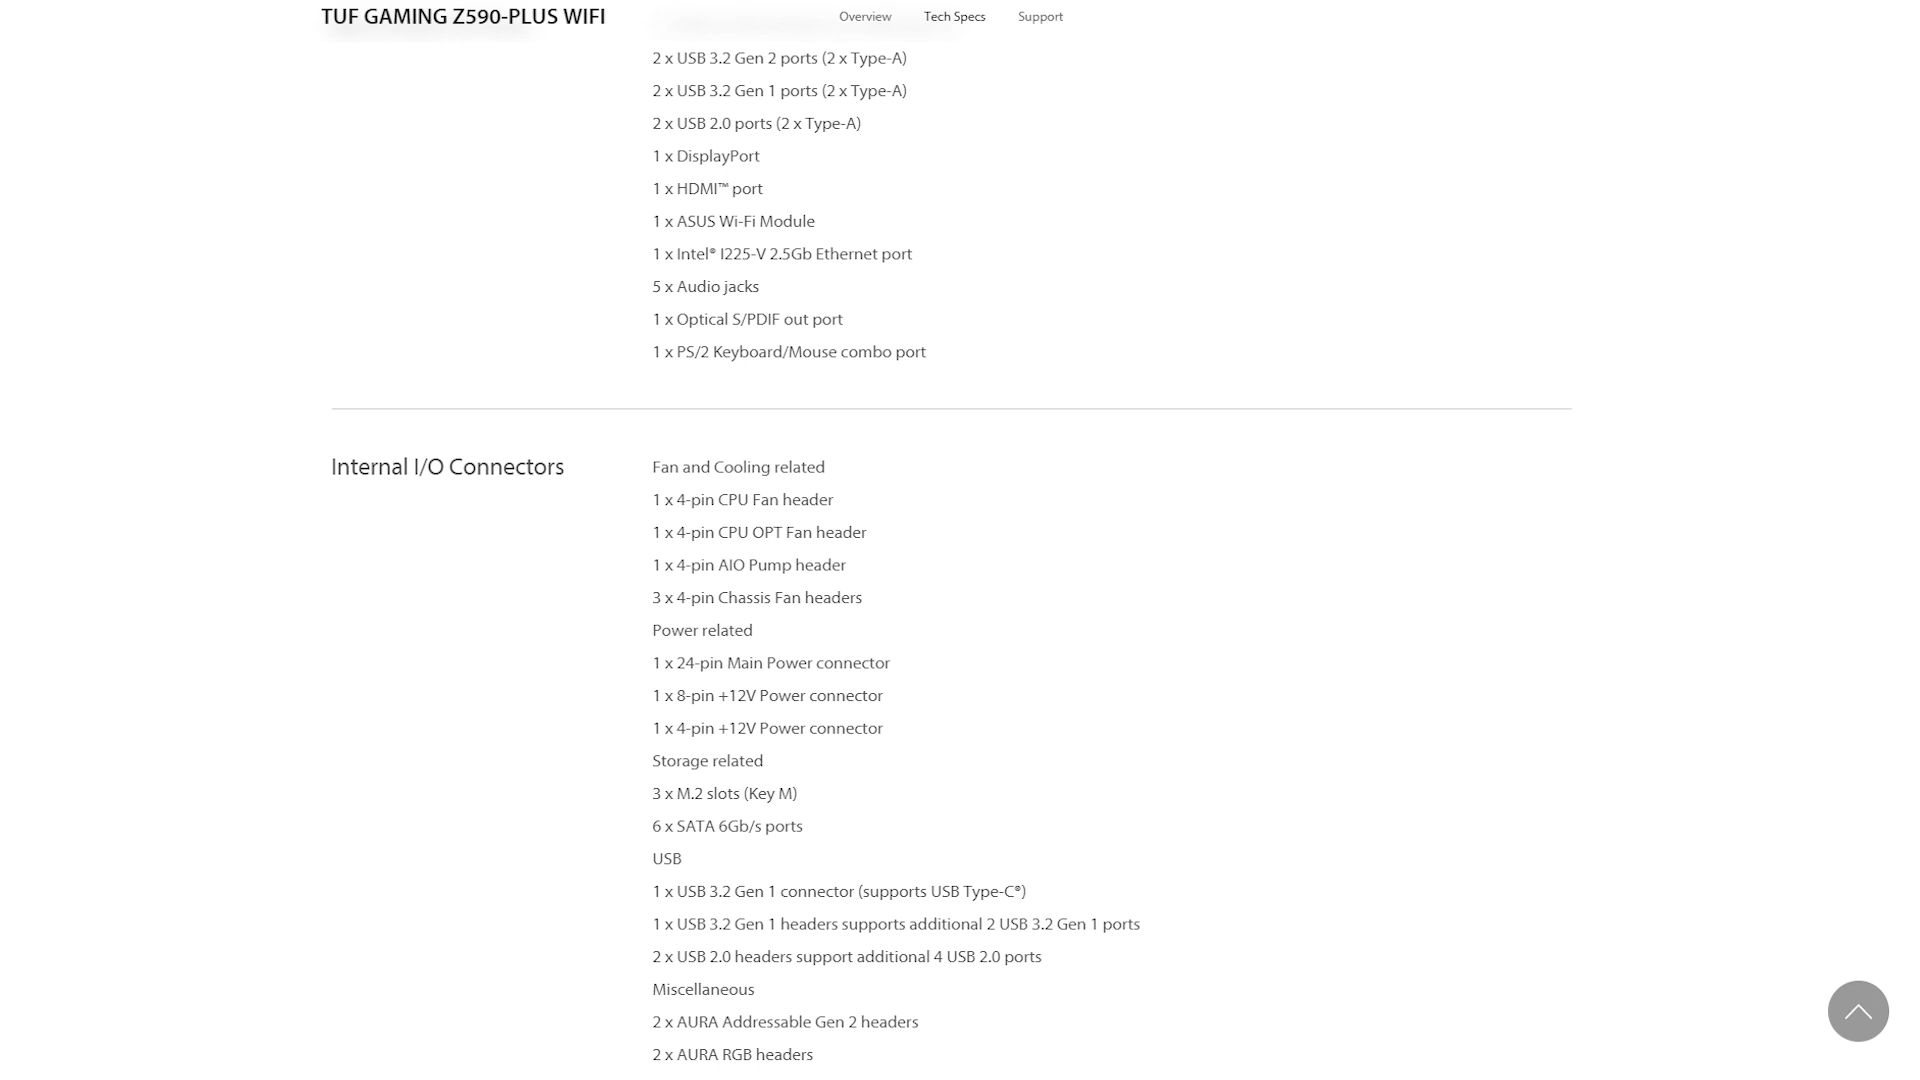 TUF GAMING Z590-PLUS WIFI
Overview
Tech Specs
Support
2 x USB 3.2 Gen 2 ports (2 x Type-A)
2 x USB 3.2 Gen 1 ports (2 x Type-A)
2 x USB 2.0 ports (2 x Type-A)
1 x DisplayPort
1 x HDMI™ port
1 x ASUS Wi-Fi Module
1 x Intel® I225-V 2.5Gb Ethernet port
5 x Audio jacks
1 x Optical S/PDIF out port
1 x PS/2 Keyboard/Mouse combo port
Internal I/O Connectors
Fan and Cooling related
1 x 4-pin CPU Fan header
1 x 4-pin CPU OPT Fan header
1 x 4-pin AIO Pump header
3 x 4-pin Chassis Fan headers
Power related
1 x 24-pin Main Power connector
1 x 8-pin +12V Power connector
1 x 4-pin +12V Power connector
Storage related
3 x M.2 slots (Key M)
6 x SATA 6Gb/s ports
USB
1 x USB 3.2 Gen 1 connector (supports USB Type-C®)
1 x USB 3.2 Gen 1 headers supports additional 2 USB 3.2 Gen 1 ports
2 x USB 2.0 headers support additional 4 USB 2.0 ports
Miscellaneous
2 x AURA Addressable Gen 2 headers
2 x AURA RGB headers